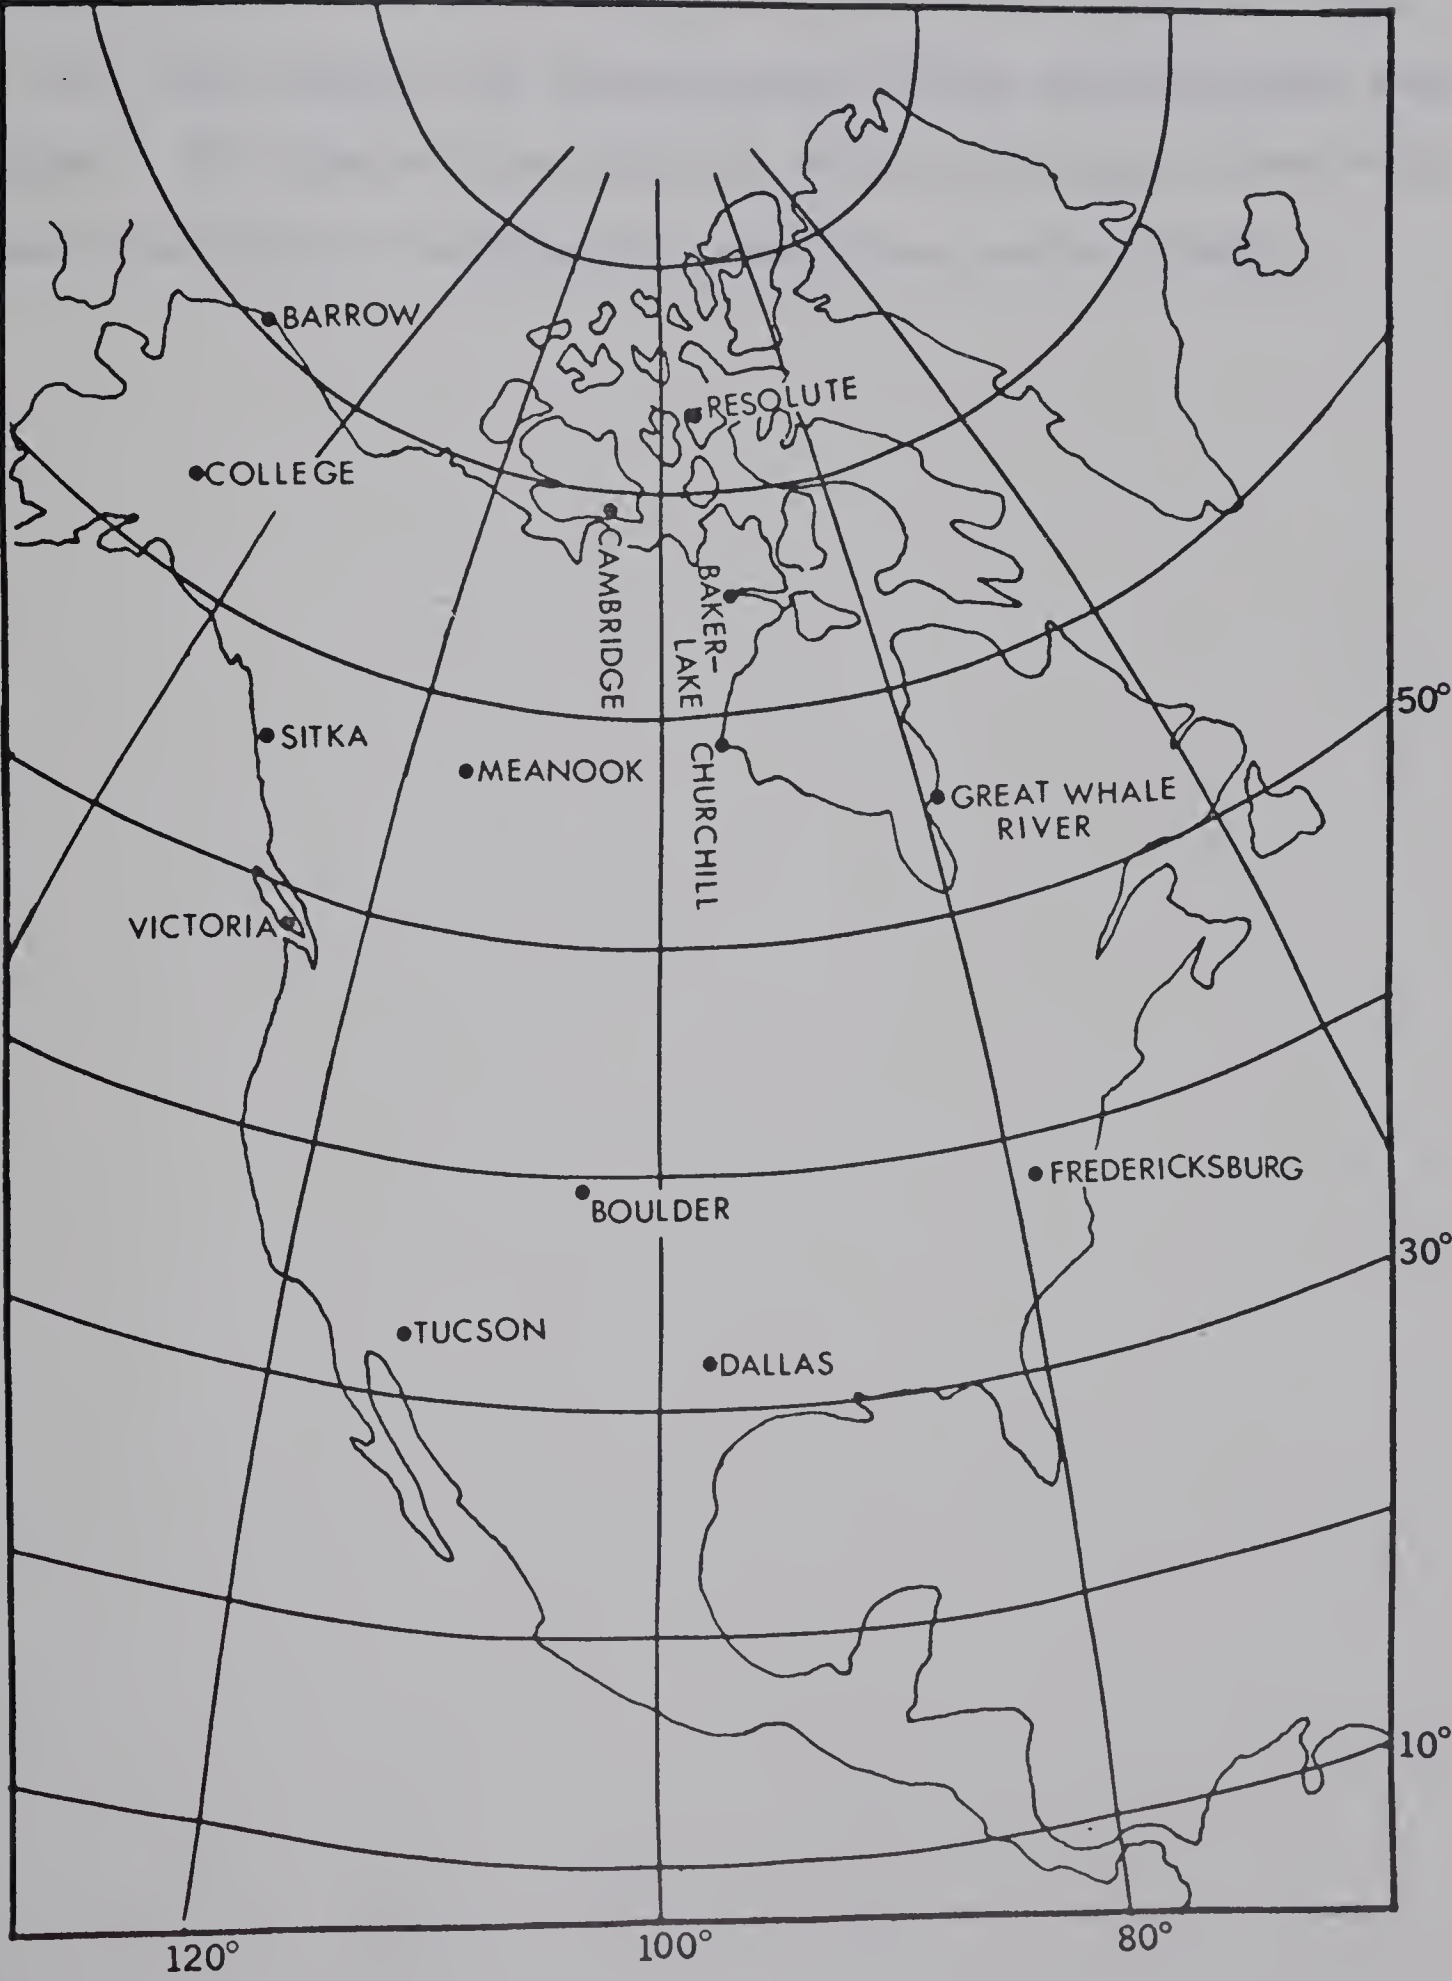 BARROW
RESOLUTE
COLLEGE
CAMBRIDGE
BAKER-
LAKE
50°
SITKA
MEANOOK
CHURCHILL
GREAT WHALE
RIVER
VICTORIA
FREDERICKSBURG
BOULDER
30°
TUCSON
DALLAS
10°
120°
100°
80°